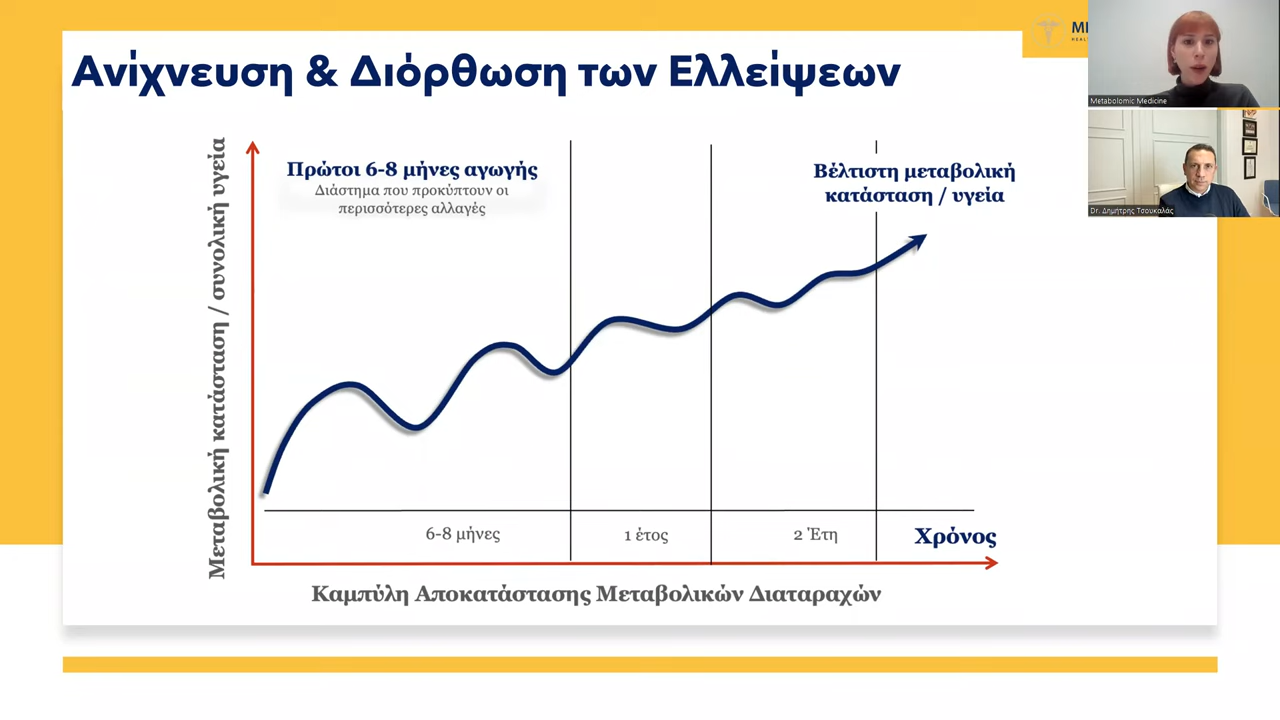 Ανίχνευση & Διόρθωση των Ελλείψεων
Metabolomic Medicine
Dr. Δημήτρης Τσουκαλάς
Μεταβολική κατάσταση / συνολική υγεία
Πρώτοι 6-8 μήνες αγωγής
Διάστημα που προκύπτουν οι
περισσότερες αλλαγές
Βέλτιστη μεταβολική
κατάσταση / υγεία
6-8 μήνες
1 έτος
2 Έτη
Χρόνος
Καμπύλη Αποκατάστασης Μεταβολικών Διαταραχών